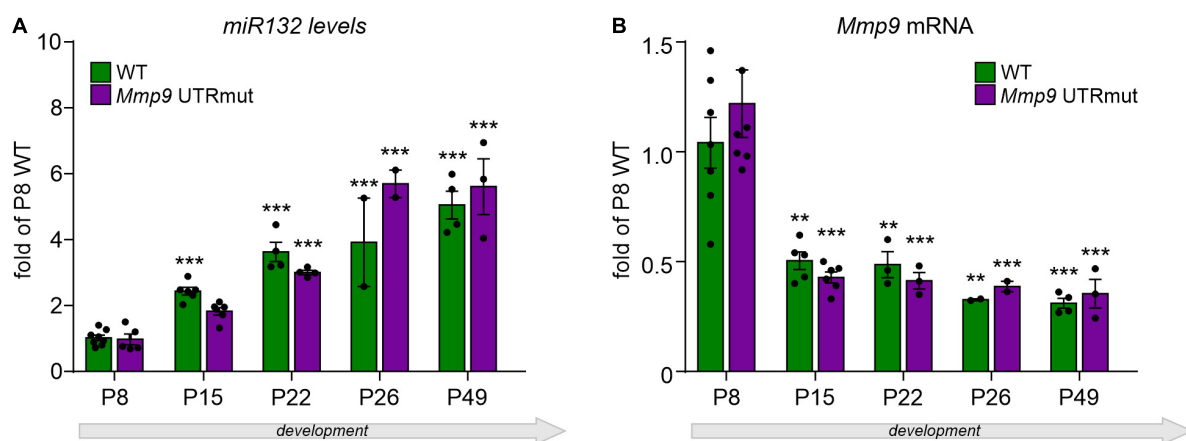 A
miR132 levels
fold of P8 WT
10
8
6
4
2
0
WT
Mmp9 UTRmut
***
***
***
***
***
***
***
P8
P15
P22
P26
P49
development
B
Mmp9 mRNA
fold of P8 WT
1.5
1.0
0.5
0
WT
Mmp9 UTRmut
**
***
**
***
**
***
***
***
P8
P15
P22
P26
P49
development